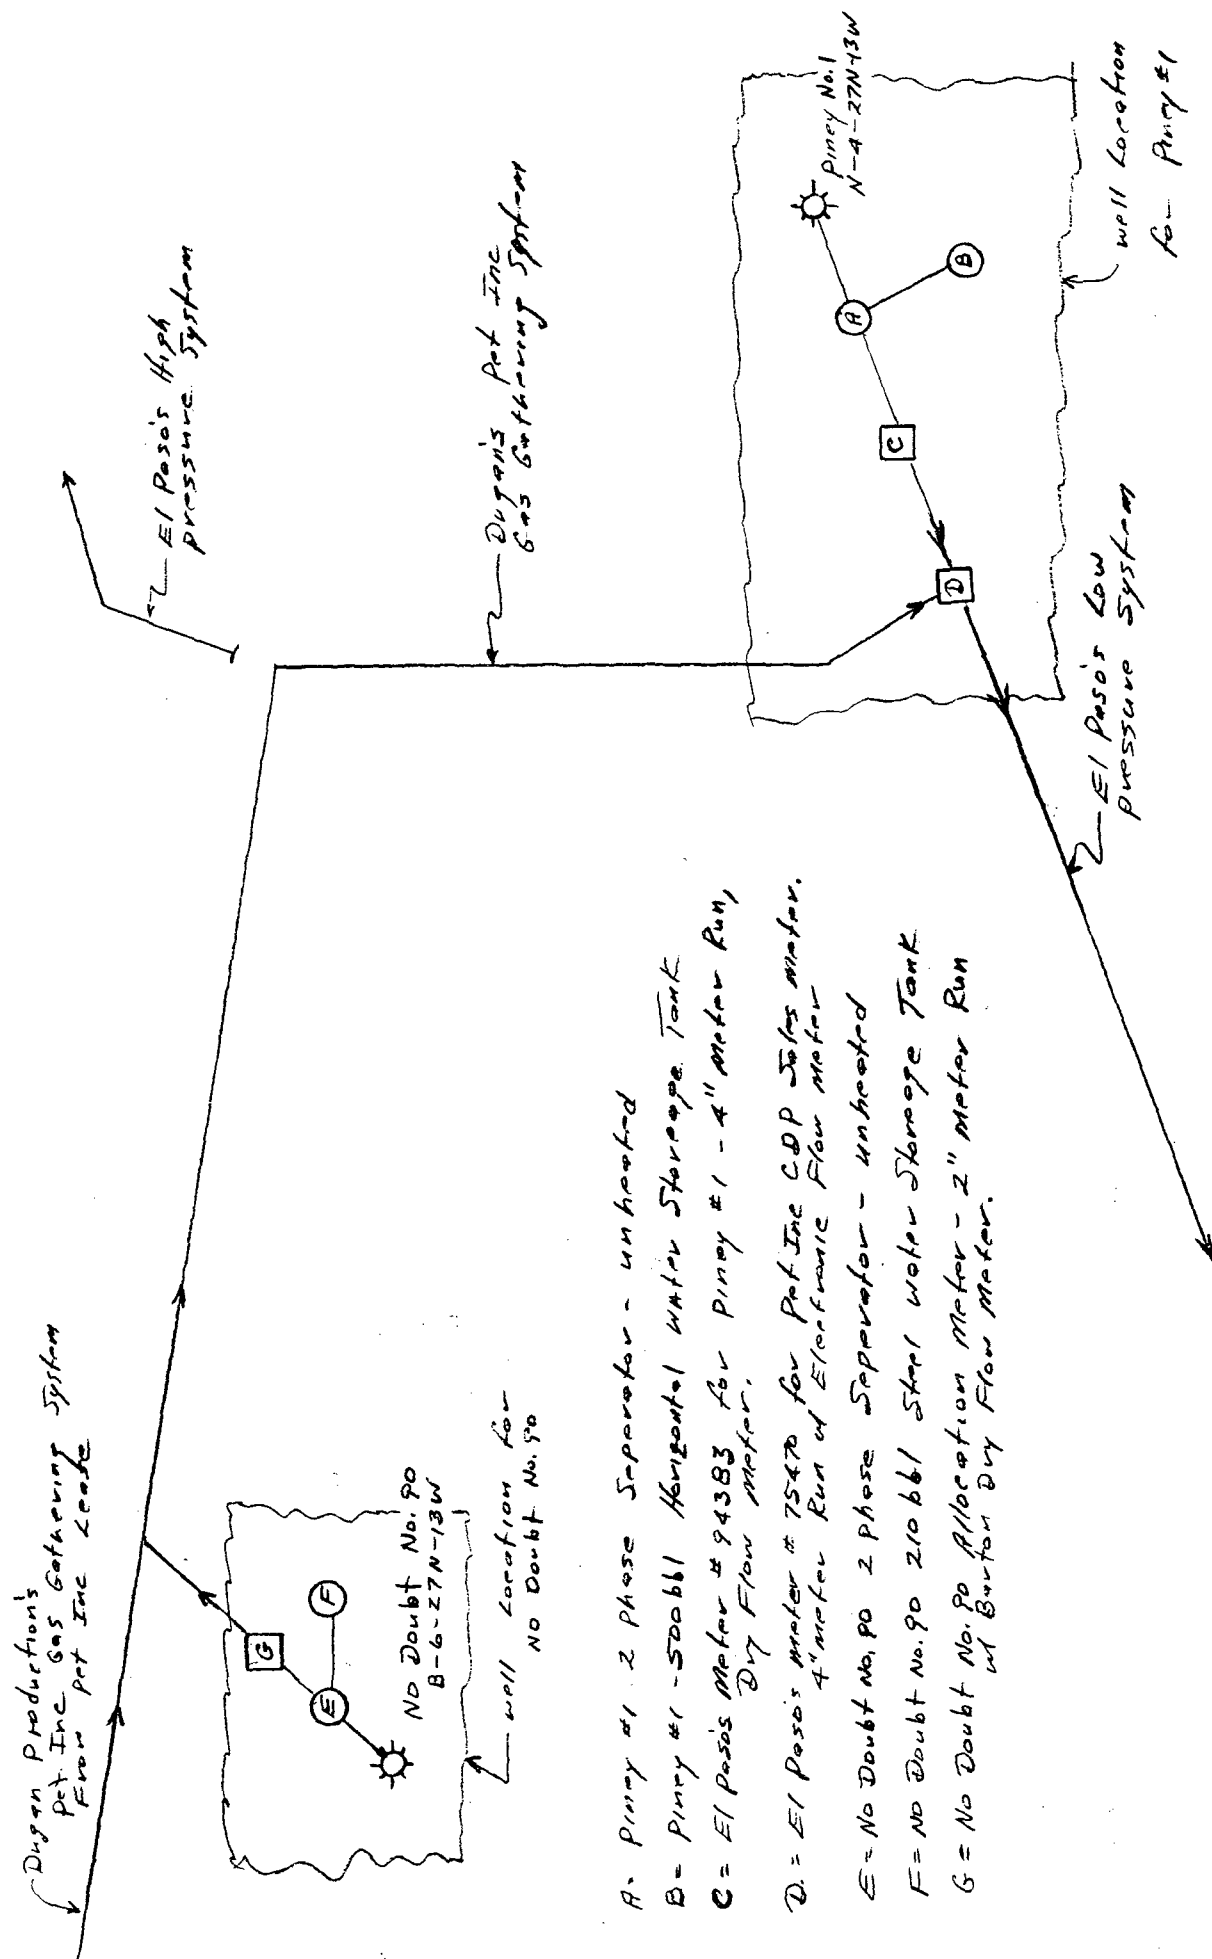 Dugan Production's
Pet. Inc Gas Gathering System
From Pet Inc Lease
El Paso's High
pressure System
Dugan's Pet Inc
Gas Gathering System
G
E
F
No Doubt No. 90
B-6-27N-13W
well Location for
No Doubt No. 90
Piney No. 1
N-4-27N-13W
A
B
C
D
well Location
for Piney #1
El Paso's Low
pressure System
A = Piney #1 2 Phase Separator - unheated
B = Piney #1 - 500 bbl Horizontal water Storage Tank
C = El Paso's Meter # 94383 for Piney #1 - 4" Meter Run,
Dry Flow Meter.
D. = El Paso's Meter # 75470 for Pet Inc CDP Sales Meter.
4" Meter Run w/ Electronic Flow Meter
E = No Doubt No. 90 2 Phase Separator - unheated
F = No Doubt No. 90 210 bbl Steel water Storage Tank
G = No Doubt No. 90 Allocation Meter - 2" Meter Run
w/ Barton Dry Flow Meter.